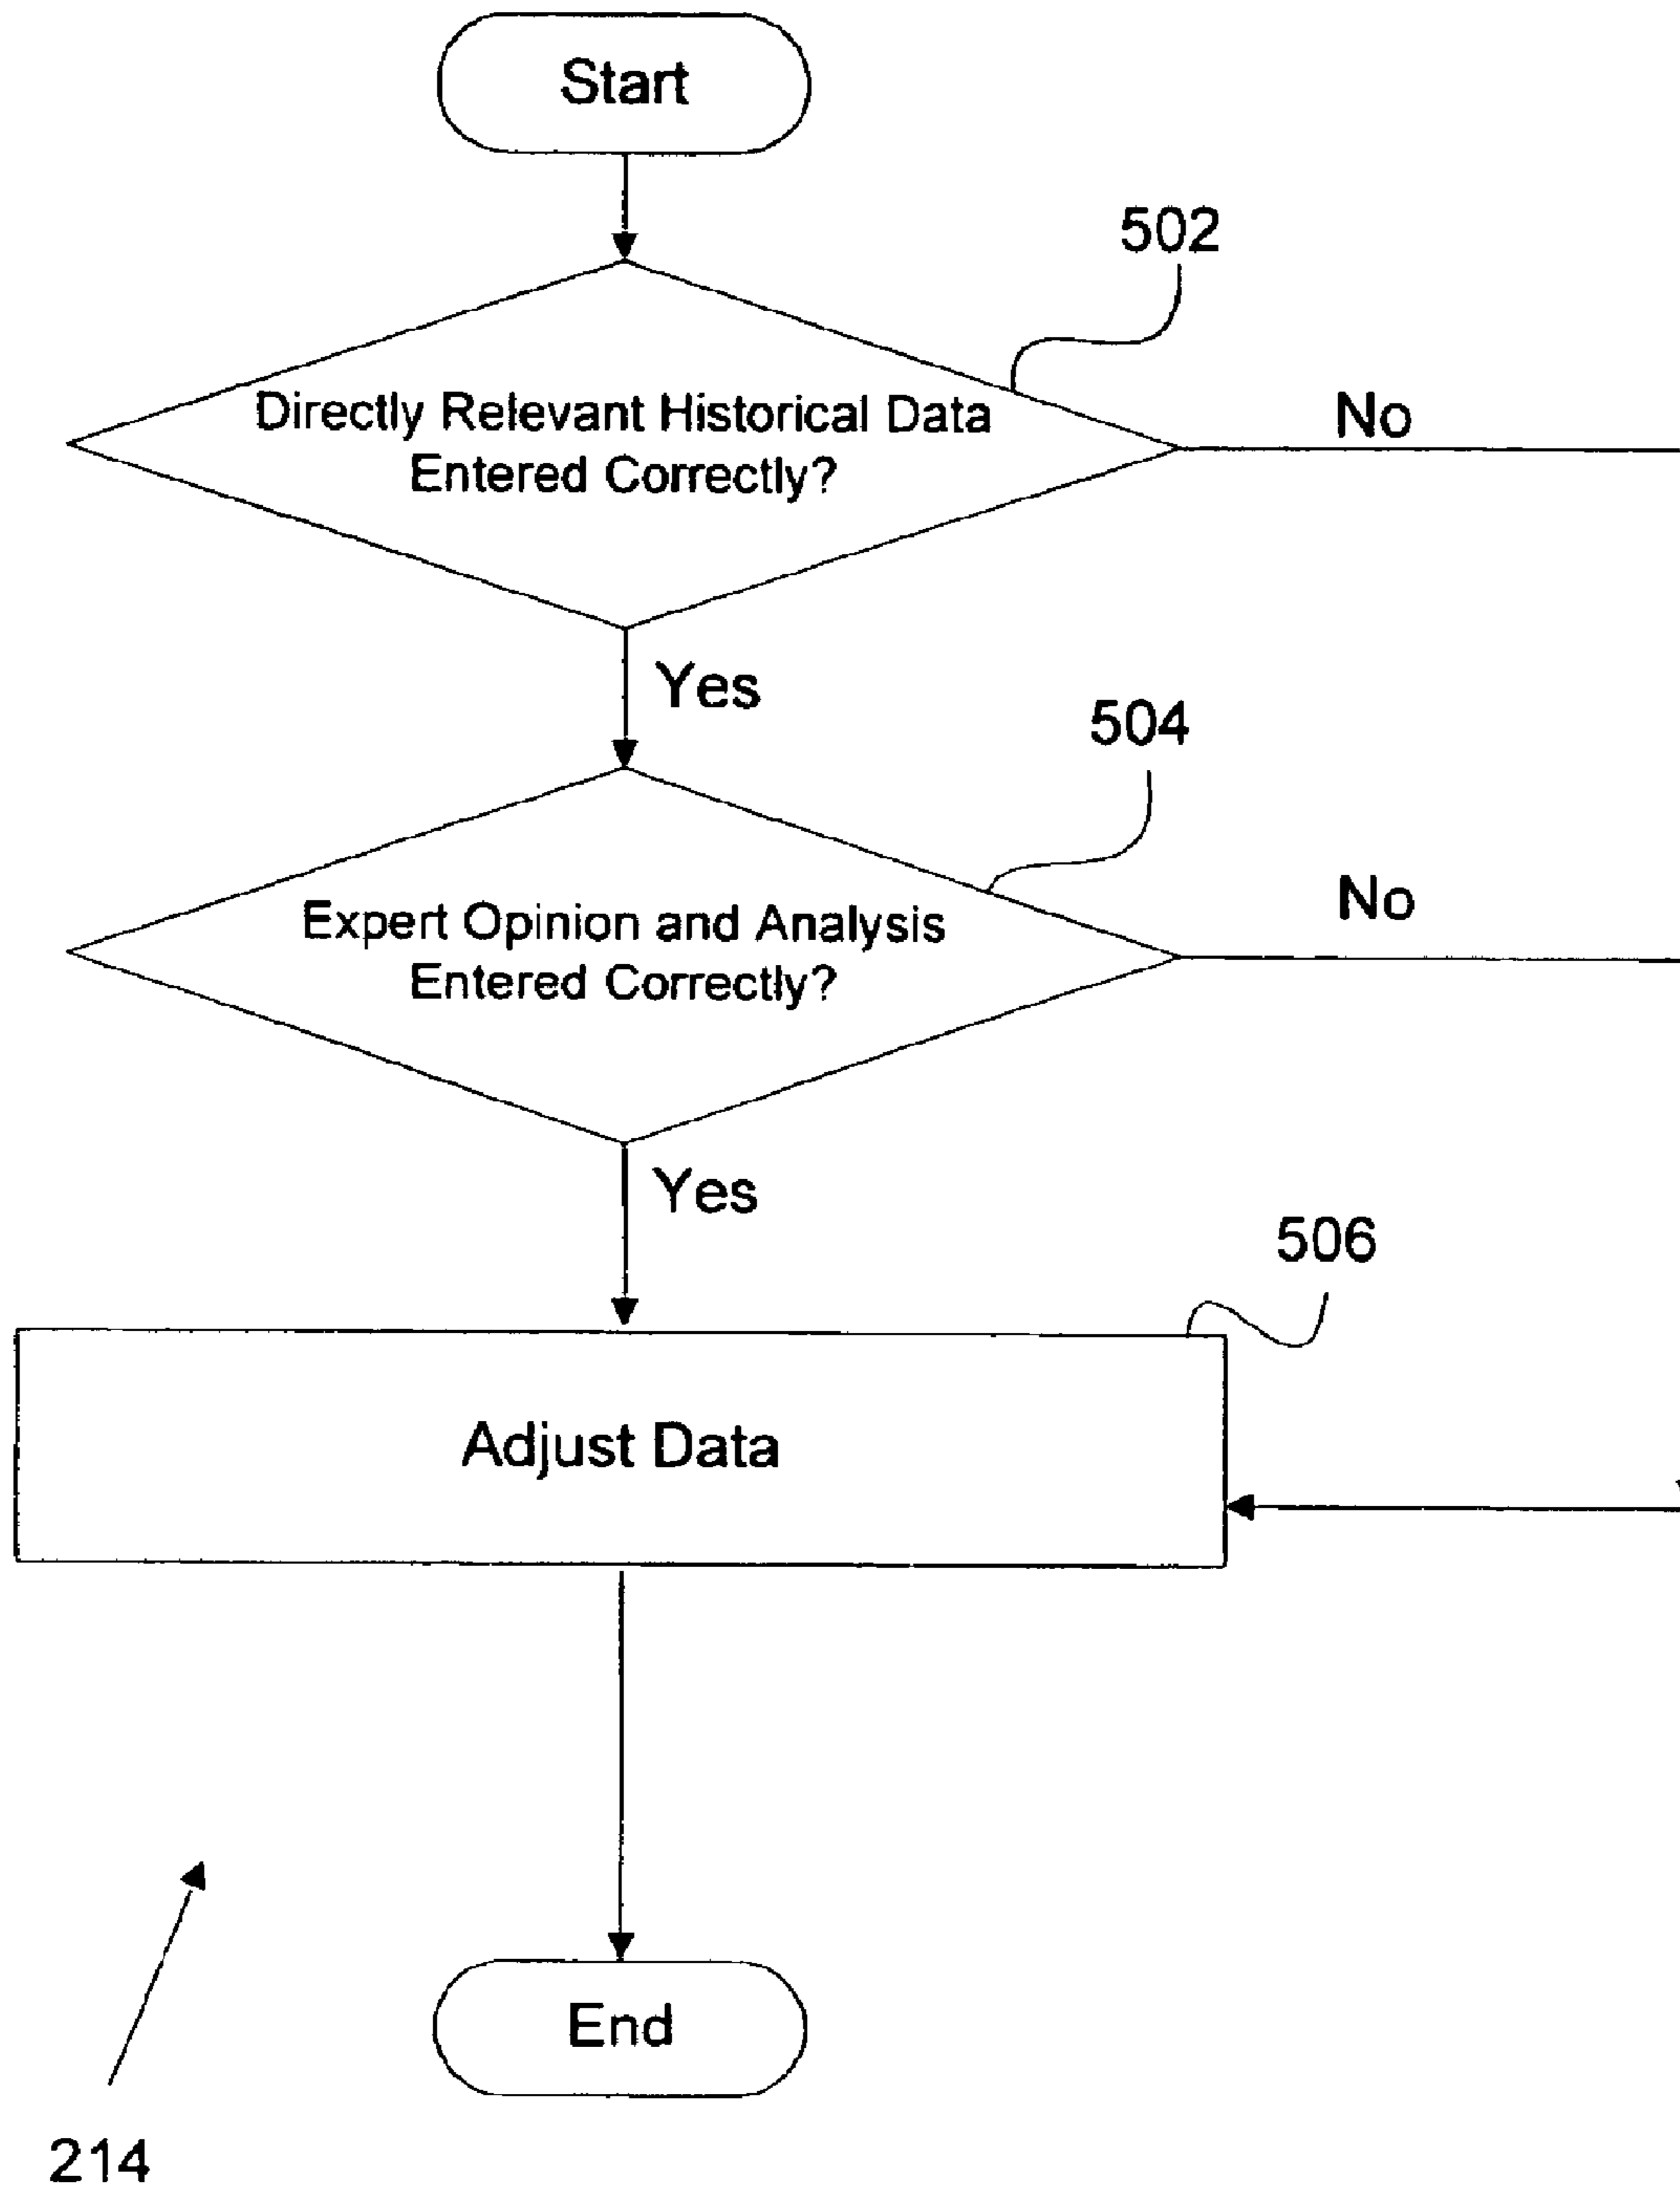 Start
502
Directly Relevant Historical Data
Entered Correctly?
No
Yes
504
Expert Opinion and Analysis
Entered Correctly?
No
Yes
506
Adjust Data
End
214